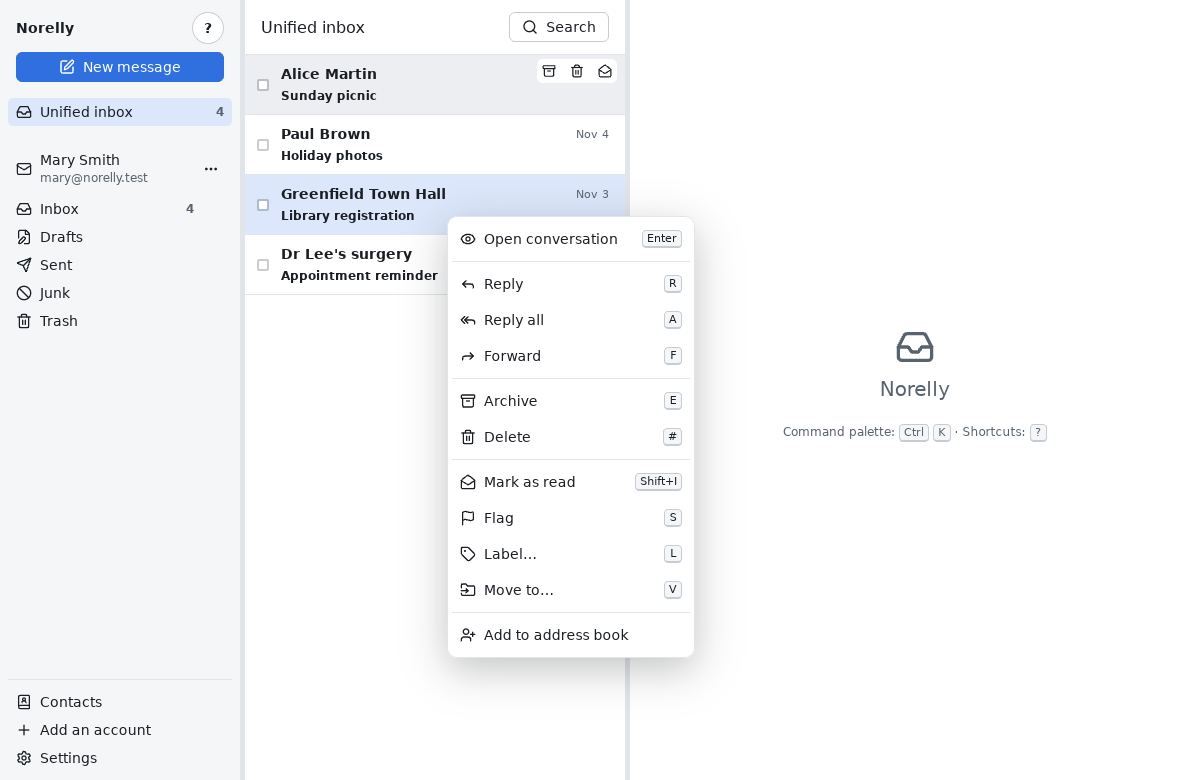 Norelly
?
New message
Unified inbox 4
Mary Smith
mary@norelly.test
Inbox 4
Drafts
Sent
Junk
Trash
Contacts
Add an account
Settings
Unified inbox
Search
Alice Martin
Sunday picnic
Paul Brown Nov 4
Holiday photos
Greenfield Town Hall Nov 3
Library registration
Dr Lee's surgery
Appointment reminder
Open conversation Enter
Reply R
Reply all A
Forward F
Archive E
Delete #
Mark as read Shift+I
Flag S
Label… L
Move to… V
Add to address book
Norelly
Command palette: Ctrl K · Shortcuts: ?